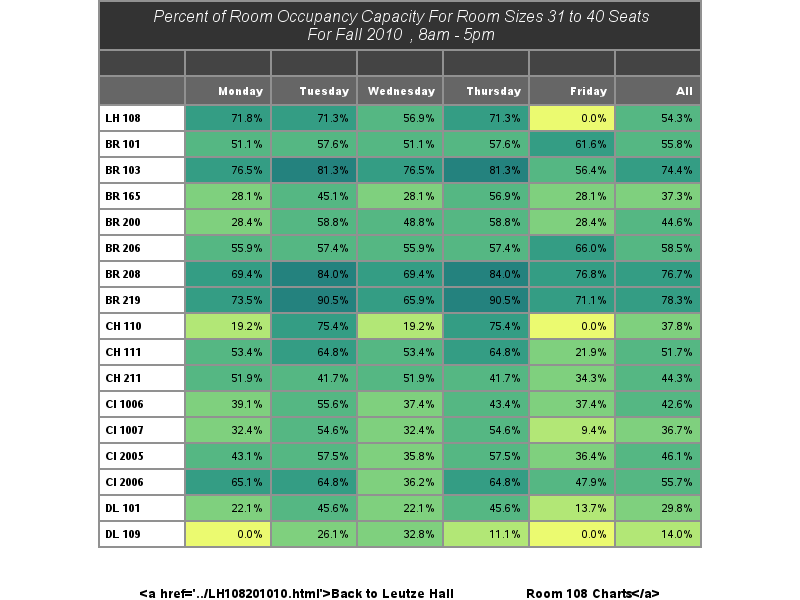 Percent of Room Occupancy Capacity For Room Sizes 31 to 40 Seats
For Fall 2010 , 8am - 5pm
Monday Tuesday Wednesday Thursday Friday All
LH 108 71.8% 71.3% 56.9% 71.3% 0.0% 54.3%
BR 101 51.1% 57.6% 51.1% 57.6% 61.6% 55.8%
BR 103 76.5% 81.3% 76.5% 81.3% 56.4% 74.4%
BR 165 28.1% 45.1% 28.1% 56.9% 28.1% 37.3%
BR 200 28.4% 58.8% 48.8% 58.8% 28.4% 44.6%
BR 206 55.9% 57.4% 55.9% 57.4% 66.0% 58.5%
BR 208 69.4% 84.0% 69.4% 84.0% 76.8% 76.7%
BR 219 73.5% 90.5% 65.9% 90.5% 71.1% 78.3%
CH 110 19.2% 75.4% 19.2% 75.4% 0.0% 37.8%
CH 111 53.4% 64.8% 53.4% 64.8% 21.9% 51.7%
CH 211 51.9% 41.7% 51.9% 41.7% 34.3% 44.3%
CI 1006 39.1% 55.6% 37.4% 43.4% 37.4% 42.6%
CI 1007 32.4% 54.6% 32.4% 54.6% 9.4% 36.7%
CI 2005 43.1% 57.5% 35.8% 57.5% 36.4% 46.1%
CI 2006 65.1% 64.8% 36.2% 64.8% 47.9% 55.7%
DL 101 22.1% 45.6% 22.1% 45.6% 13.7% 29.8%
DL 109 0.0% 26.1% 32.8% 11.1% 0.0% 14.0%
<a href='../LH108201010.html'>Back to Leutze Hall Room 108 Charts</a>